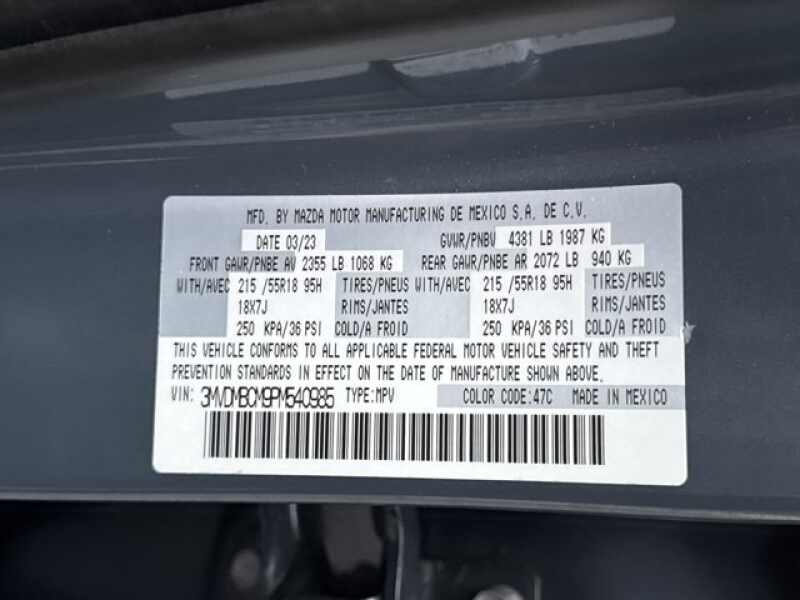 MFD. BY MAZDA MOTOR MANUFACTURING DE MEXICO S.A. DE C.V.
DATE 03/23 GVWR/PNBV 4381 LB 1987 KG
FRONT GAWR/PNBE AV 2355 LB 1068 KG REAR GAWR/PNBE AR 2072 LB 940 KG
WITH/AVEC 215 /55R18 95H TIRES/PNEUS WITH/AVEC 215 /55R18 95H TIRES/PNEUS
18X7J RIMS/JANTES 18X7J RIMS/JANTES
250 KPA/36 PSI COLD/A FROID 250 KPA/36 PSI COLD/A FROID
THIS VEHICLE CONFORMS TO ALL APPLICABLE FEDERAL MOTOR VEHICLE SAFETY AND THEFT
PREVENTION STANDARDS IN EFFECT ON THE DATE OF MANUFACTURE SHOWN ABOVE.
VIN: 3MVDMBCM9PM540985 TYPE:MPV COLOR CODE:47C MADE IN MEXICO